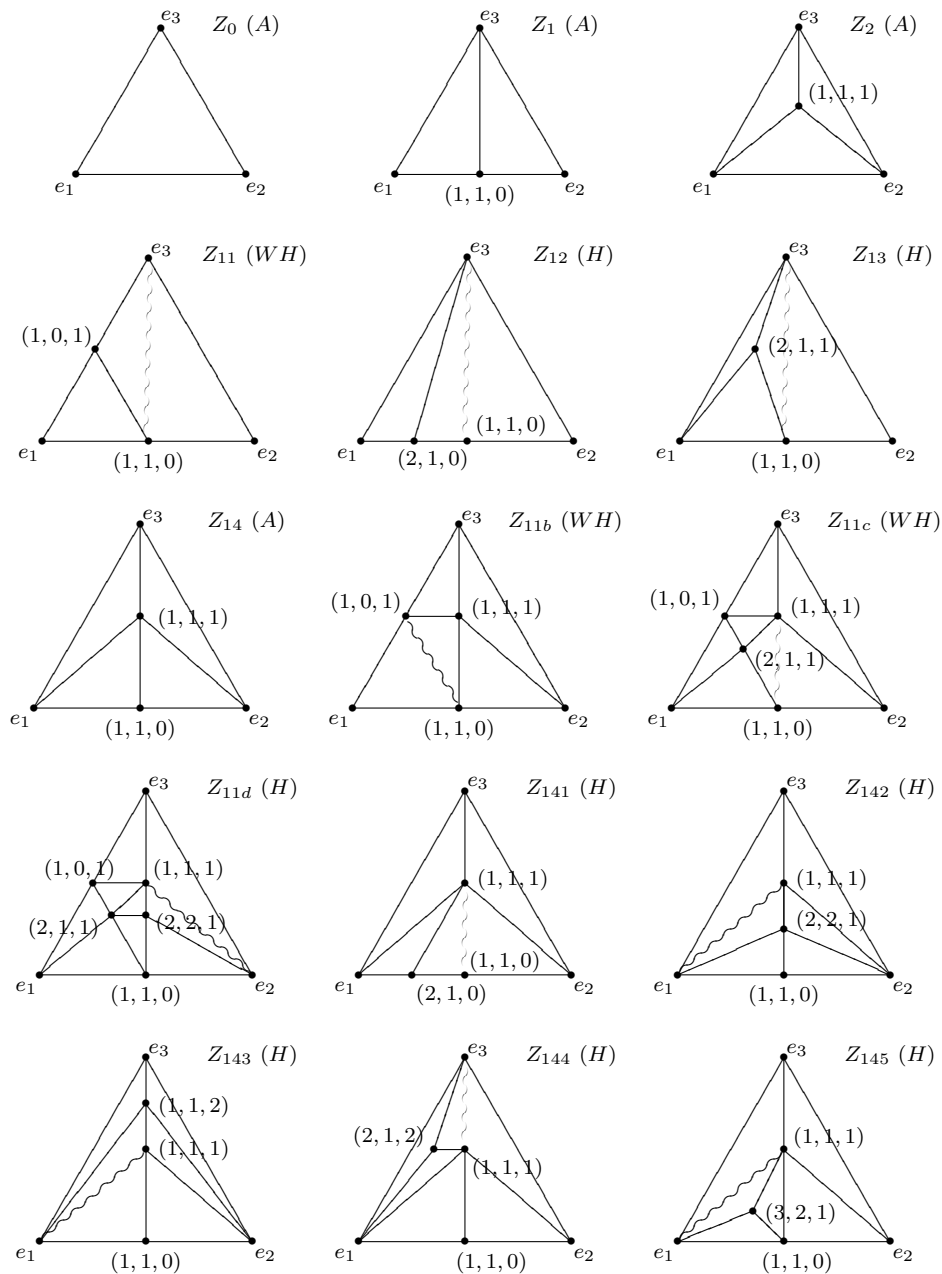 e₃ Z₀ (A) e₃ Z₁ (A) e₃ Z₂ (A)
(1, 1, 1)
e₁ e₂ e₁ (1, 1, 0) e₂ e₁ e₂
e₃ Z₁₁ (WH) e₃ Z₁₂ (H) e₃ Z₁₃ (H)
(1, 0, 1) (2, 1, 1)
(1, 1, 0)
e₁ (1, 1, 0) e₂ e₁ (2, 1, 0) e₂ e₁ (1, 1, 0) e₂
e₃ Z₁₄ (A) e₃ Z₁₁b (WH) e₃ Z₁₁c (WH)
(1, 1, 1) (1, 0, 1) (1, 1, 1) (1, 0, 1) (1, 1, 1)
(2, 1, 1)
e₁ (1, 1, 0) e₂ e₁ (1, 1, 0) e₂ e₁ (1, 1, 0) e₂
e₃ Z₁₁d (H) e₃ Z₁₄₁ (H) e₃ Z₁₄₂ (H)
(1, 0, 1) (1, 1, 1) (1, 1, 1) (1, 1, 1)
(2, 1, 1) (2, 2, 1) (2, 2, 1)
(1, 1, 0)
e₁ (1, 1, 0) e₂ e₁ (2, 1, 0) e₂ e₁ (1, 1, 0) e₂
e₃ Z₁₄₃ (H) e₃ Z₁₄₄ (H) e₃ Z₁₄₅ (H)
(1, 1, 2)
(1, 1, 1) (2, 1, 2) (1, 1, 1) (1, 1, 1)
(3, 2, 1)
e₁ (1, 1, 0) e₂ e₁ (1, 1, 0) e₂ e₁ (1, 1, 0) e₂